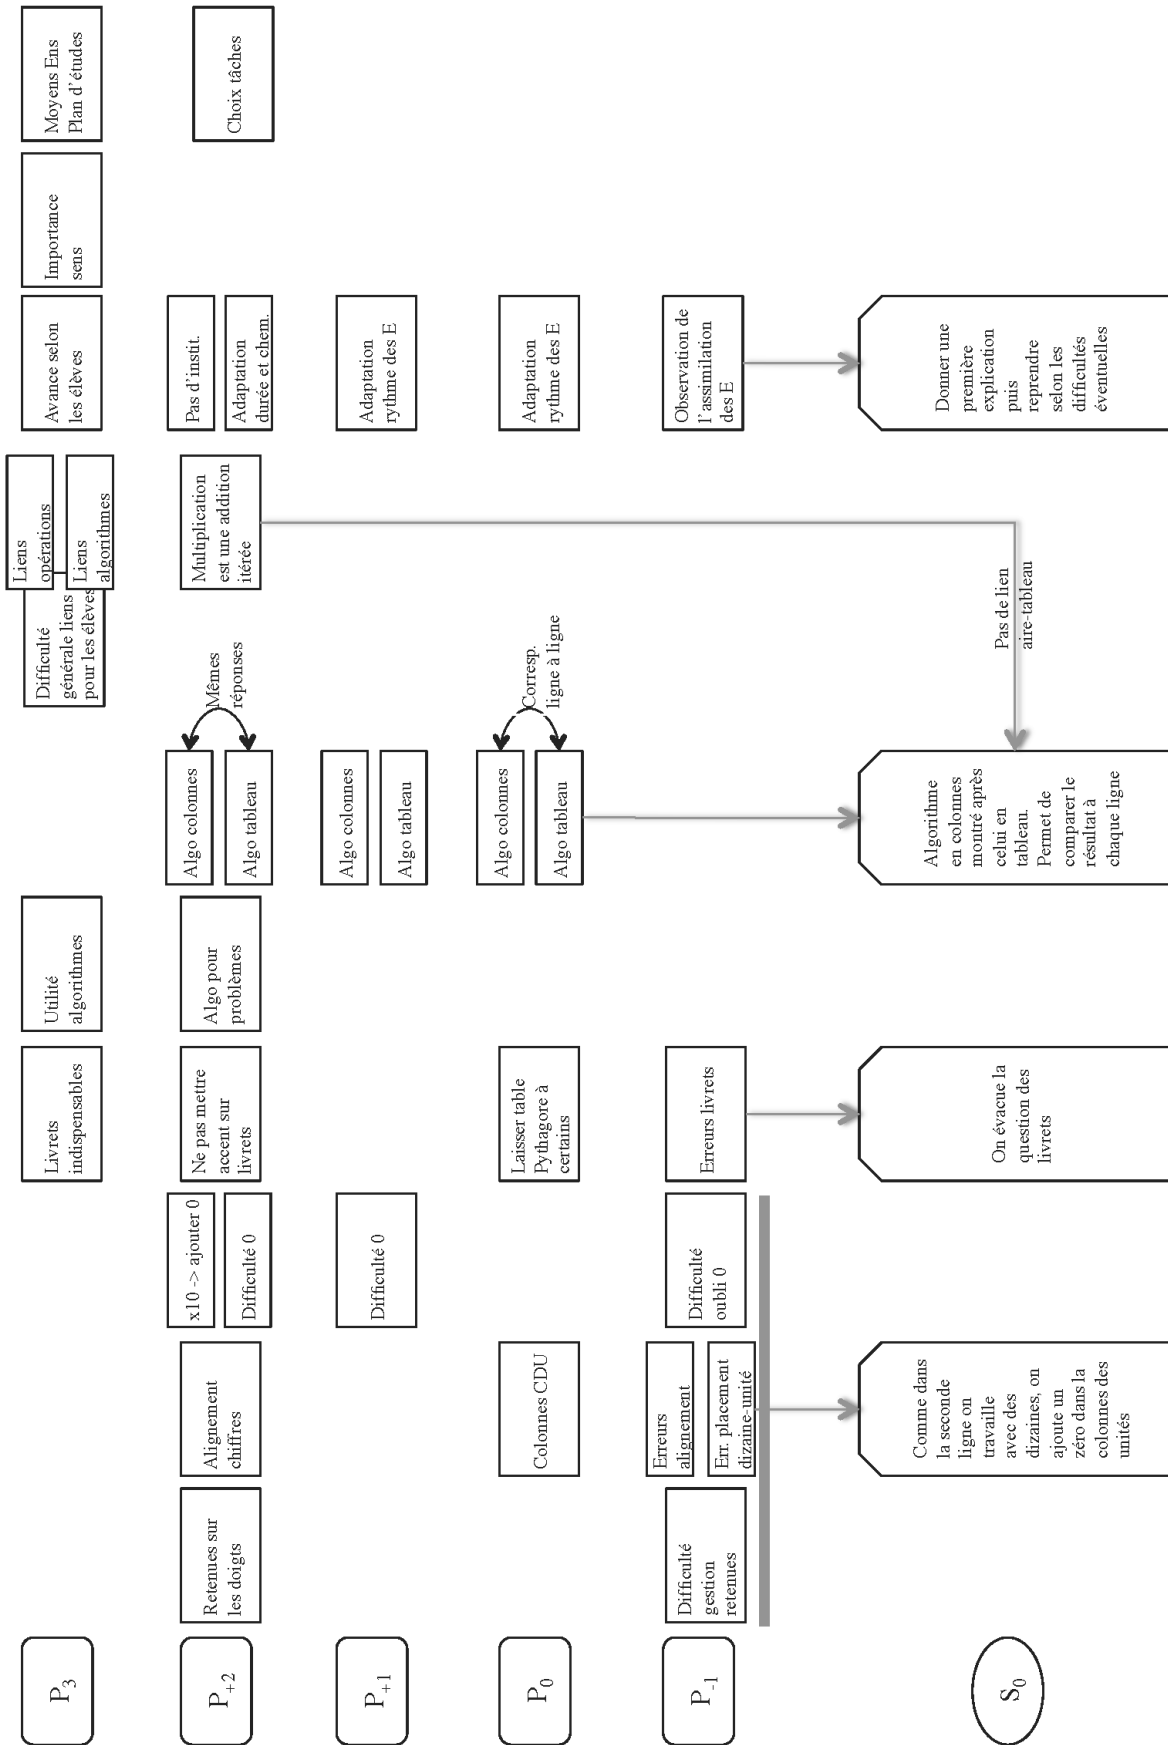 P3
Livrets
indispensables
Utilité
algorithmes
Difficulté
générale liens
pour les élèves
Liens
opérations
Liens
algorithmes
Avance selon
les élèves
Importance
sens
Moyens Ens
Plan d'études
P+2
Retenues sur
les doigts
Alignement
chiffres
x10 -> ajouter 0
Difficulté 0
Ne pas mettre
accent sur
livrets
Algo pour
problèmes
Algo colonnes
Algo tableau
Mêmes
réponses
Multiplication
est une addition
itérée
Pas d'instit.
Adaptation
durée et chem.
Choix tâches
P+1
Difficulté 0
Algo colonnes
Algo tableau
Adaptation
rythme des E
P0
Colonnes CDU
Laisser table
Pythagore à
certains
Algo colonnes
Algo tableau
Corresp.
ligne à ligne
Adaptation
rythme des E
P-1
Difficulté
gestion
retenues
Erreurs
alignement
Err. placement
dizaine-unité
Difficulté
oubli 0
Erreurs livrets
Observation de
l'assimilation
des E
S0
Comme dans
la seconde
ligne on
travaille
avec des
dizaines, on
ajoute un
zéro dans la
colonnes des
unités
On évacue la
question des
livrets
Algorithme
en colonnes
montré après
celui en
tableau.
Permet de
comparer le
résultat à
chaque ligne
Pas de lien
aire-tableau
Donner une
première
explication
puis
reprendre
selon les
difficultés
éventuelles